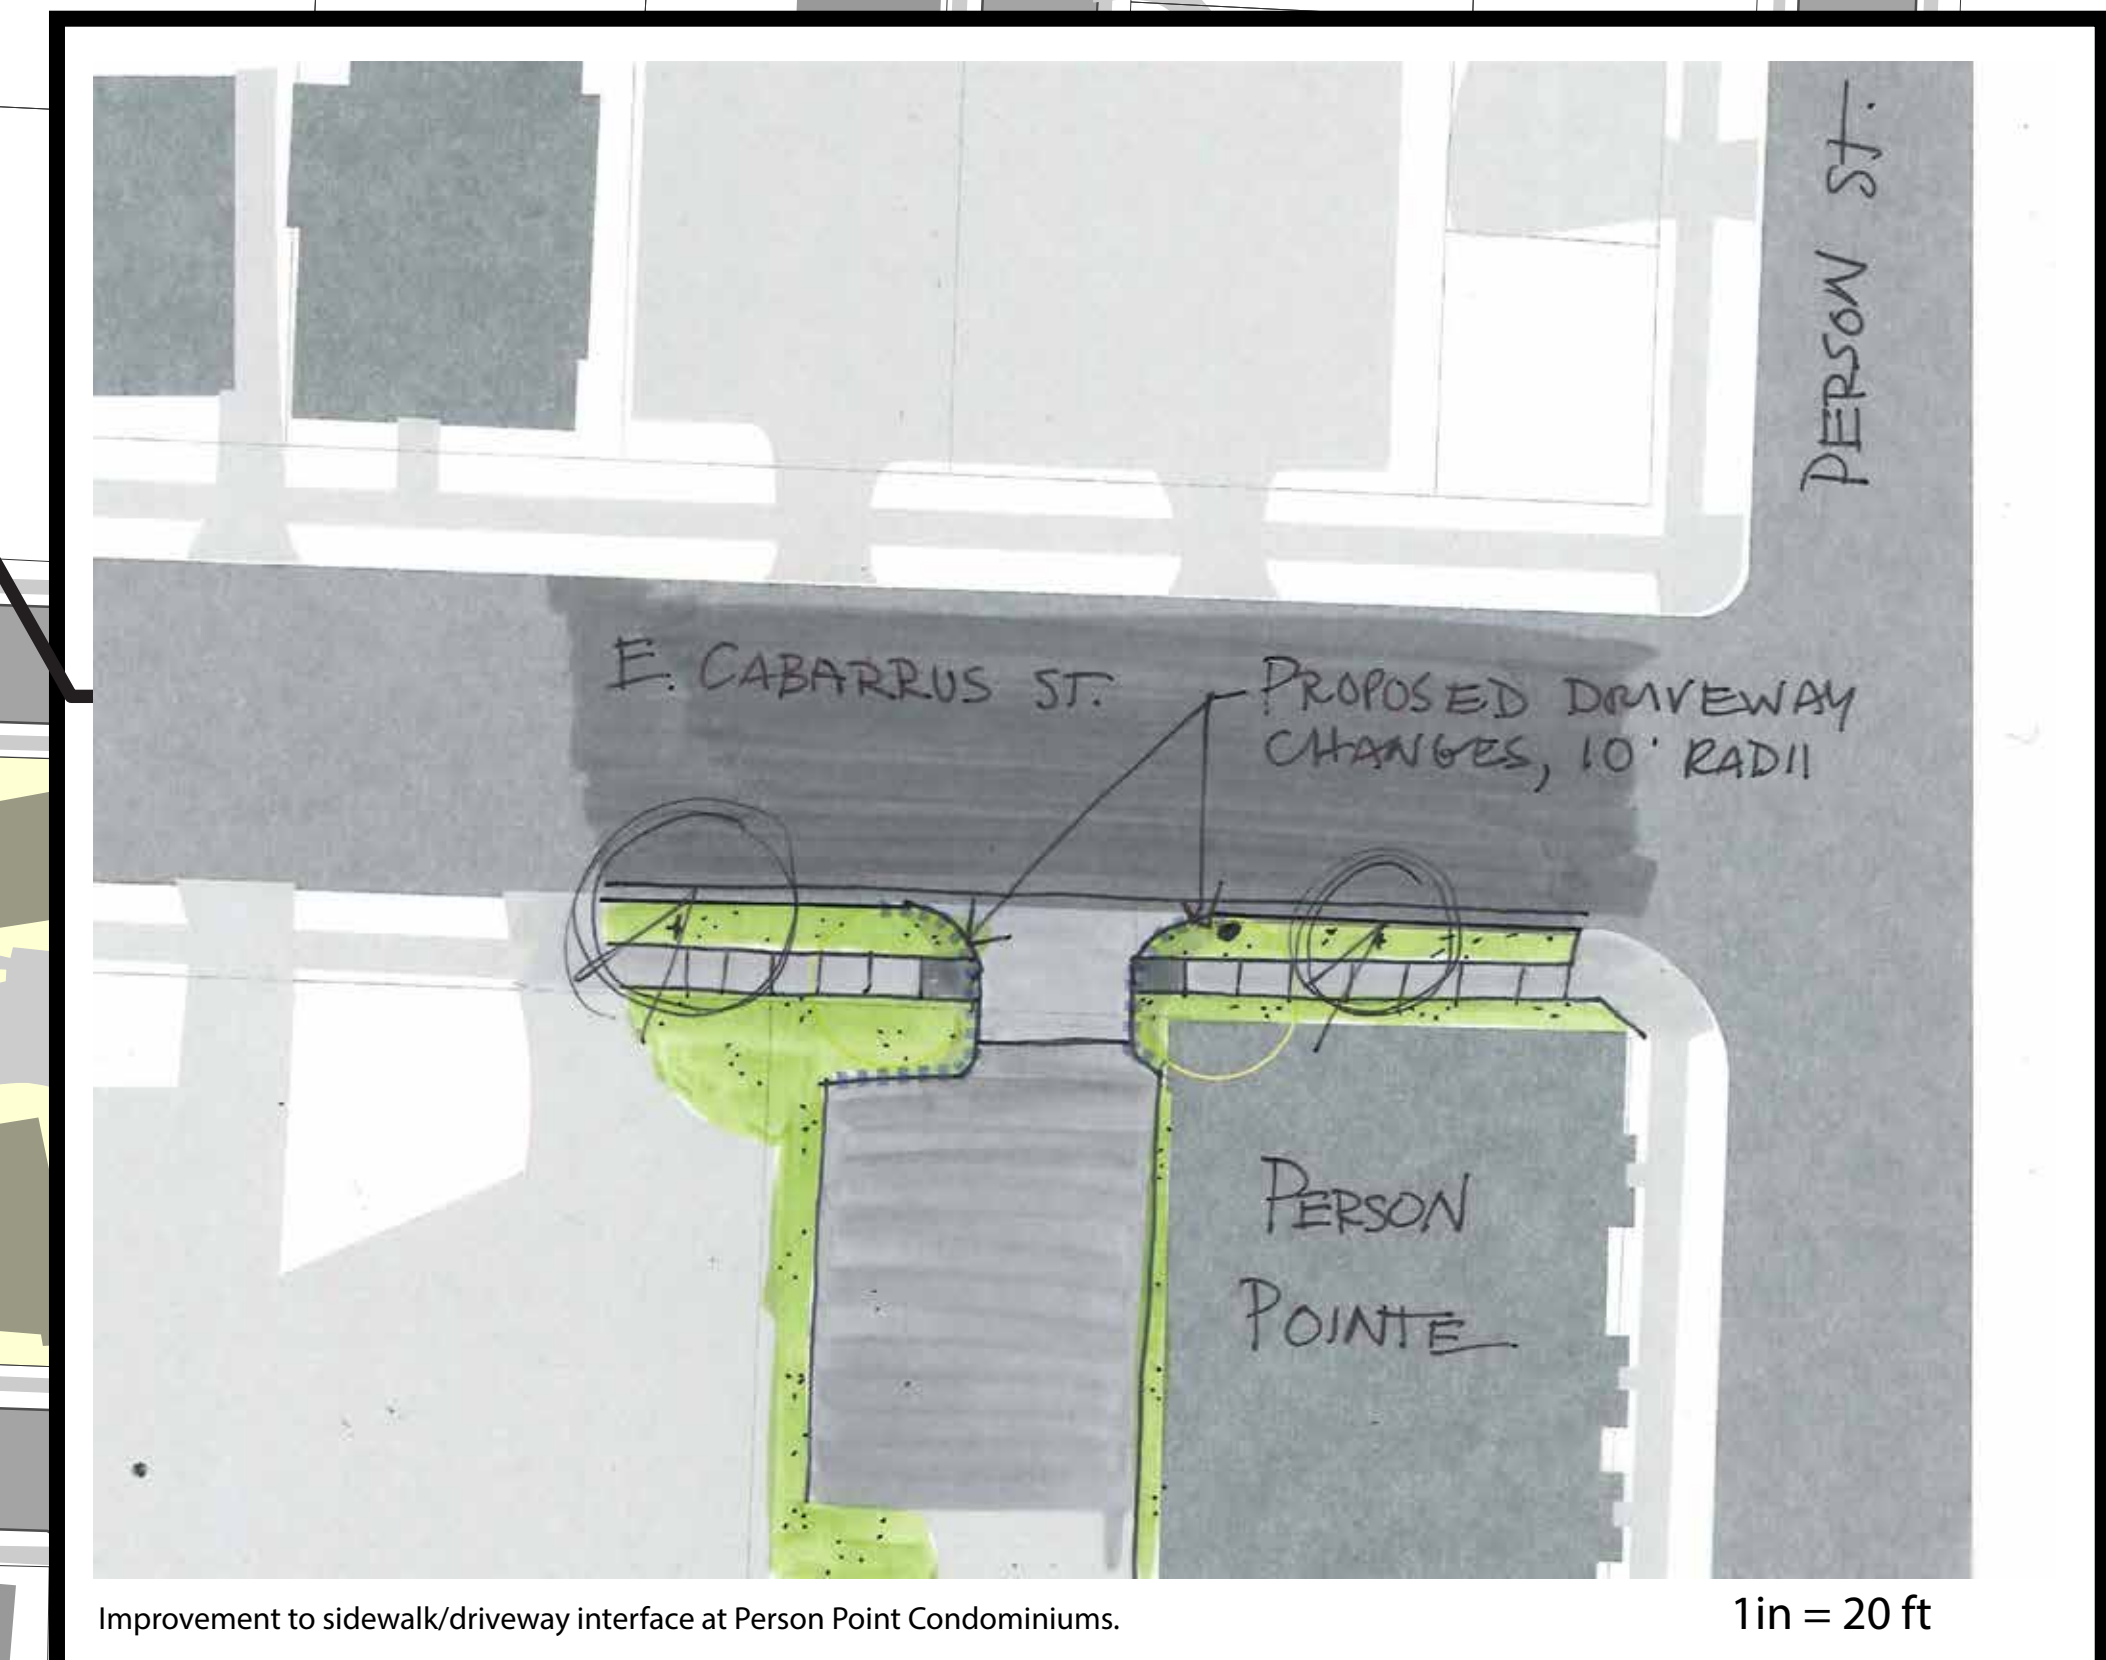 PERSON ST.
E. CABARRUS ST.
PROPOSED DRIVEWAY
CHANGES, 10' RADII
PERSON
POINTE
Improvement to sidewalk/driveway interface at Person Point Condominiums.
1in = 20 ft